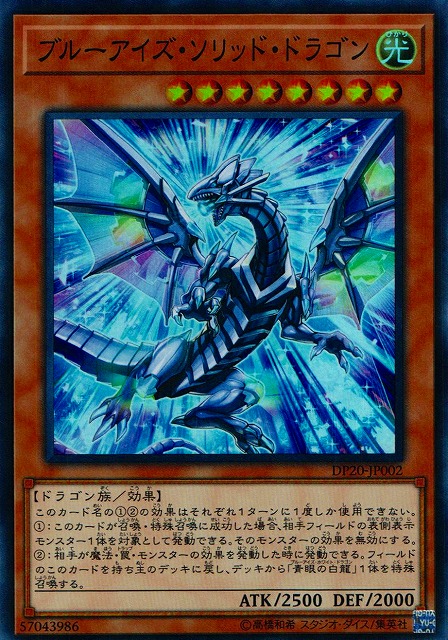 ブルーアイズ・ソリッド・ドラゴン
光
DP20-JP002
【ドラゴン族/効果】
このカード名の①②の効果はそれぞれ1ターンに1度しか使用できない。
①:このカードが召喚・特殊召喚に成功した場合、相手フィールドの表側表示
モンスター1体を対象として発動できる。そのモンスターの効果を無効にする。
②:相手が魔法・罠・モンスターの効果を発動した時に発動できる。フィールド
のこのカードを持ち主のデッキに戻し、デッキから「青眼の白龍」1体を特殊
召喚する。
ATK/2500 DEF/2000
57043986
©高橋和希 スタジオ・ダイス/集英社